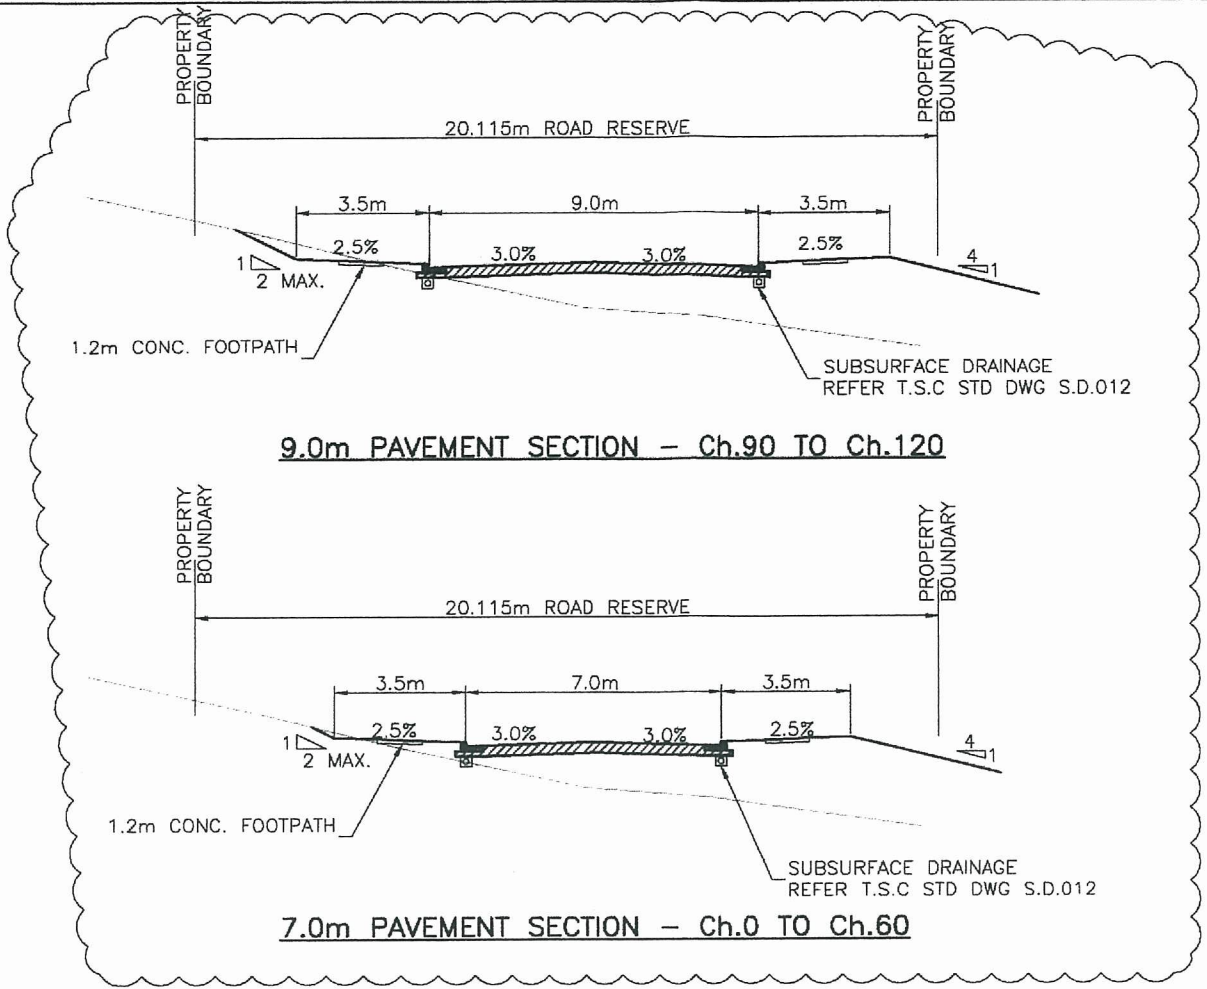 PROPERTY
BOUNDARY
PROPERTY
BOUNDARY
20.115m ROAD RESERVE
3.5m
9.0m
3.5m
2.5%
3.0%
3.0%
2.5%
1
2 MAX.
4
1
1.2m CONC. FOOTPATH
SUBSURFACE DRAINAGE
REFER T.S.C STD DWG S.D.012
9.0m PAVEMENT SECTION – Ch.90 TO Ch.120
PROPERTY
BOUNDARY
PROPERTY
BOUNDARY
20.115m ROAD RESERVE
3.5m
7.0m
3.5m
2.5%
3.0%
3.0%
2.5%
1
2 MAX.
4
1
1.2m CONC. FOOTPATH
SUBSURFACE DRAINAGE
REFER T.S.C STD DWG S.D.012
7.0m PAVEMENT SECTION – Ch.0 TO Ch.60